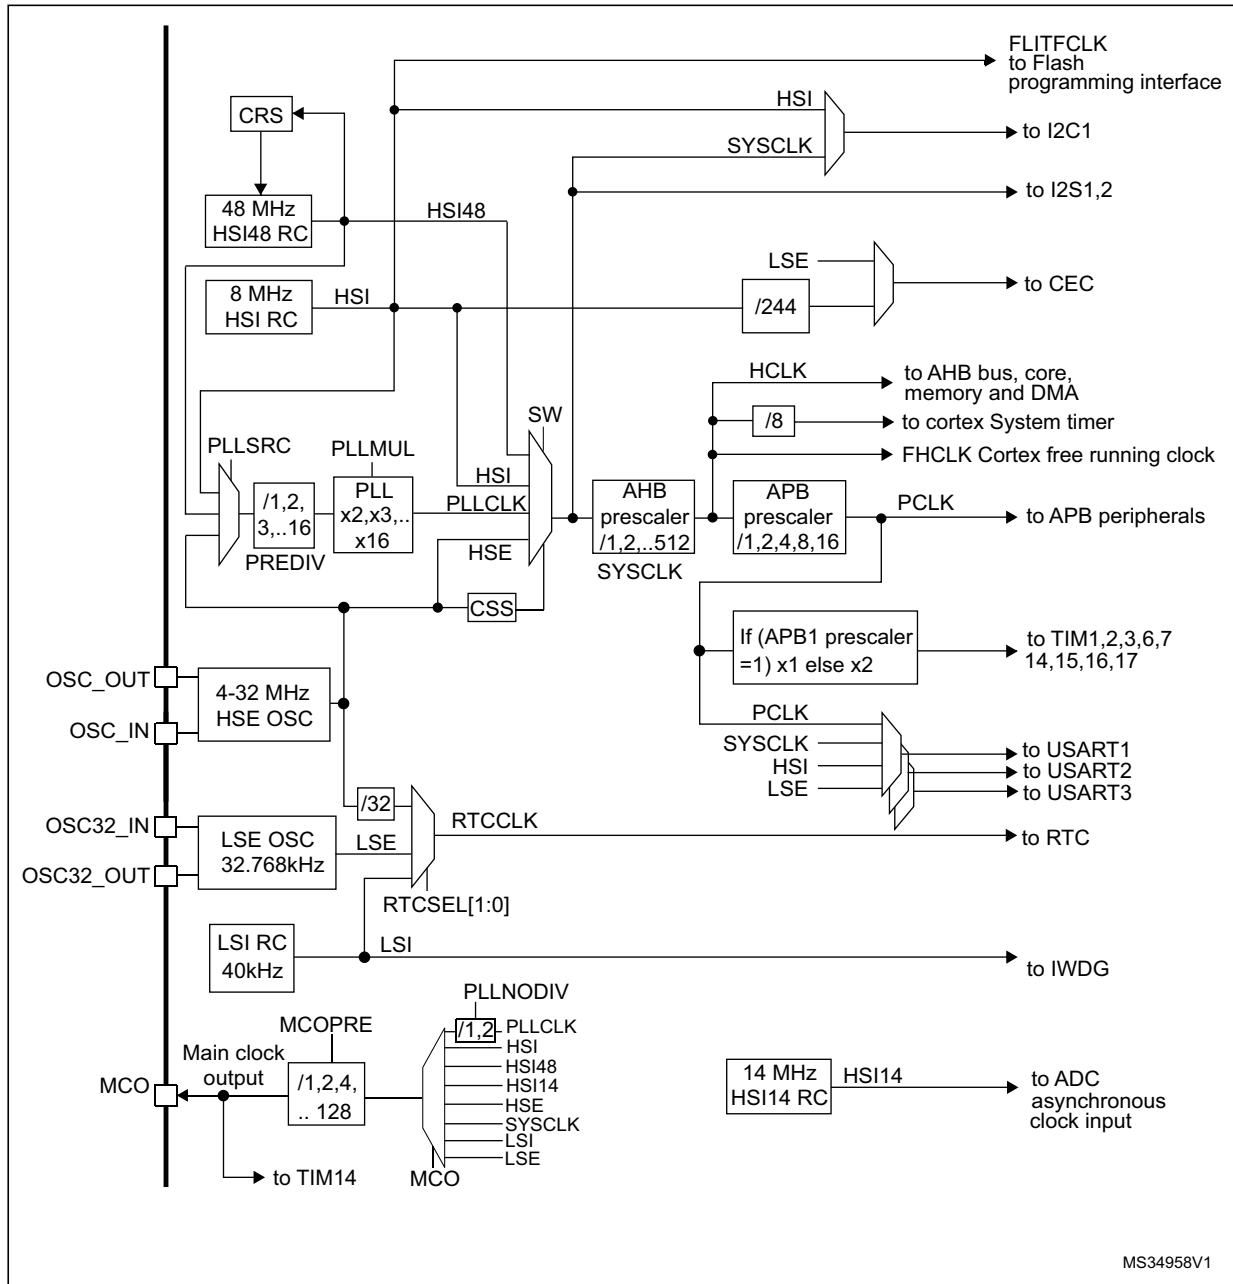 FLITFCLK
to Flash
programming interface
HSI
CRS
to I2C1
SYSCLK
to I2S1,2
48 MHz
HSI48 RC
HSI48
LSE
to CEC
8 MHz
HSI RC
HSI
/244
HCLK
to AHB bus, core,
memory and DMA
/8
to cortex System timer
SW
FHCLK Cortex free running clock
PLLSRC
PLLMUL
HSI
/1,2,
3,..16
PREDIV
PLL
x2,x3,..
x16
PLLCLK
AHB
prescaler
/1,2,..512
SYSCLK
APB
prescaler
/1,2,4,8,16
PCLK
to APB peripherals
HSE
CSS
If (APB1 prescaler
=1) x1 else x2
to TIM1,2,3,6,7
14,15,16,17
OSC_OUT
4-32 MHz
HSE OSC
OSC_IN
PCLK
SYSCLK
HSI
LSE
to USART1
to USART2
to USART3
/32
OSC32_IN
LSE OSC
32.768kHz
LSE
RTCCLK
to RTC
OSC32_OUT
RTCSEL[1:0]
LSI RC
40kHz
LSI
to IWDG
PLLNODIV
MCOPRE
/1,2
PLLCLK
HSI
HSI48
HSI14
HSE
SYSCLK
LSI
LSE
Main clock
output
MCO
/1,2,4,
.. 128
MCO
to TIM14
14 MHz
HSI14 RC
HSI14
to ADC
asynchronous
clock input
MS34958V1